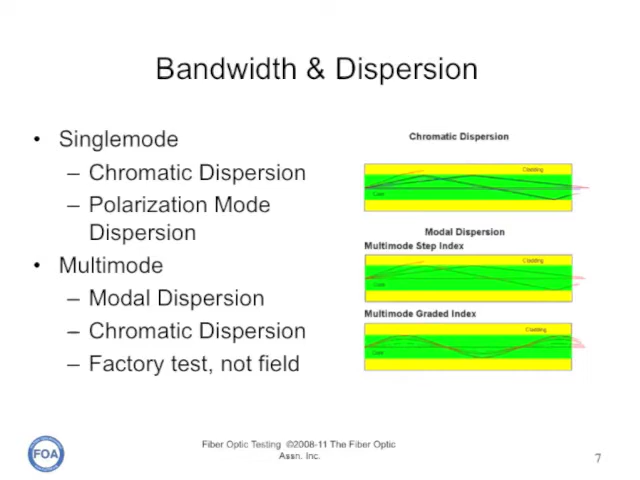 Bandwidth & Dispersion
• Singlemode
– Chromatic Dispersion
– Polarization Mode
Dispersion
• Multimode
– Modal Dispersion
– Chromatic Dispersion
– Factory test, not field
Chromatic Dispersion
Cladding
Core
Modal Dispersion
Multimode Step Index
Cladding
Core
Multimode Graded Index
Cladding
Core
FOA
Fiber Optic Testing ©2008-11 The Fiber Optic
Assn. Inc.
7